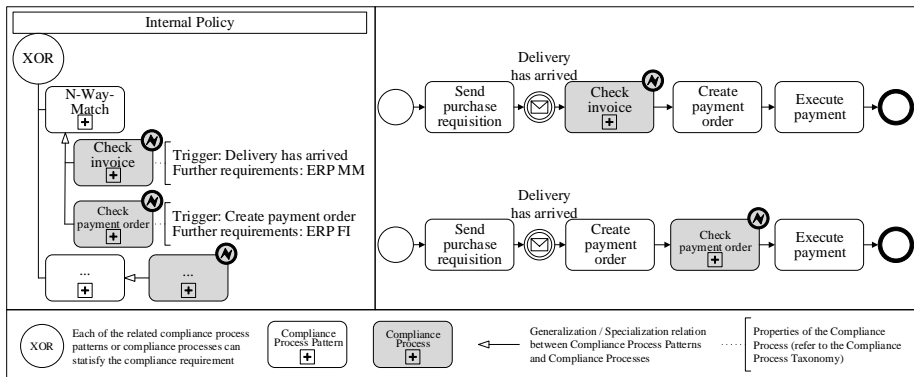 Internal Policy
XOR
N-Way-
Match
Check
invoice
Trigger: Delivery has arrived
Further requirements: ERP MM
Check
payment order
Trigger: Create payment order
Further requirements: ERP FI
...
...
Send
purchase
requisition
Delivery
has arrived
Check
invoice
Create
payment
order
Execute
payment
Send
purchase
requisition
Delivery
has arrived
Create
payment
order
Check
payment order
Execute
payment
XOR
Each of the related compliance process
patterns or compliance processes can
statisfy the compliance requirement
Compliance
Process Pattern
Compliance
Process
Generalization / Specialization relation
between Compliance Process Patterns
and Compliance Processes
Properties of the Compliance
Process (refer to the Compliance
Process Taxonomy)